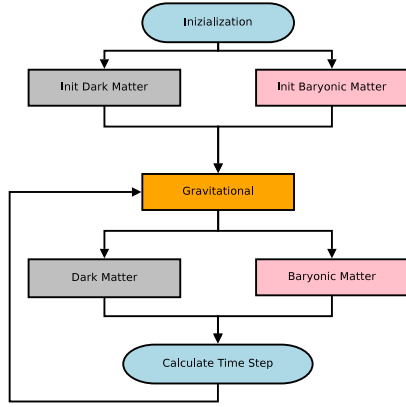 Inizialization
Init Dark Matter
Init Baryonic Matter
Gravitational
Dark Matter
Baryonic Matter
Calculate Time Step